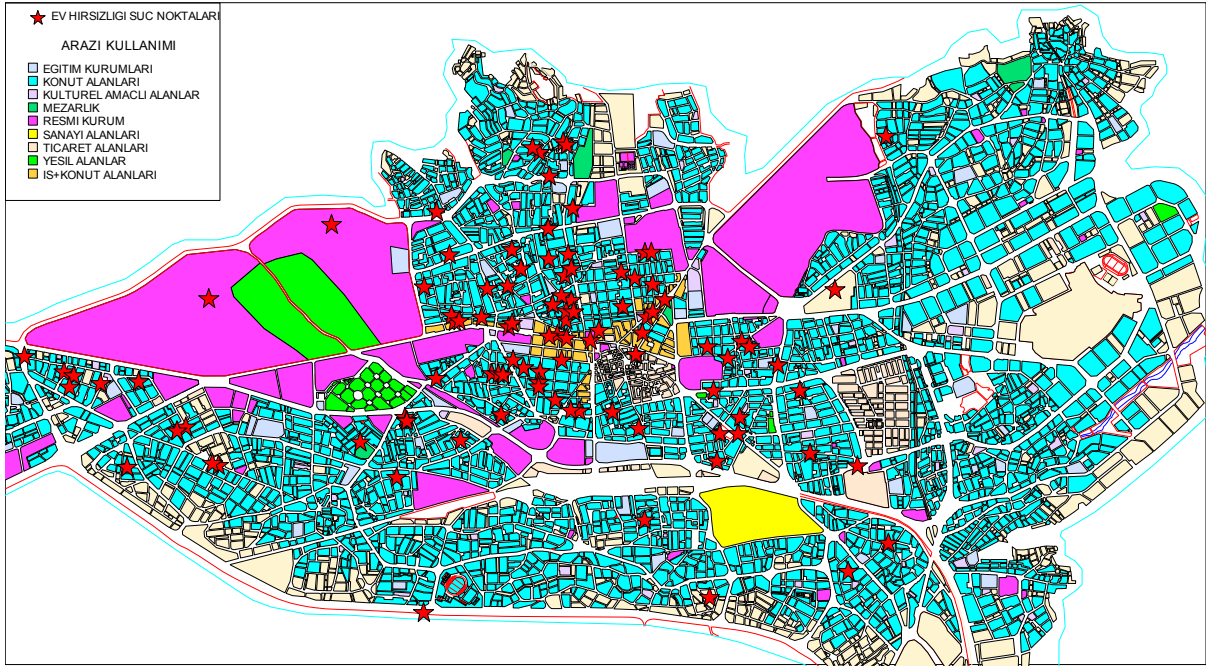 EV HIRSIZLIGI SUC NOKTALARI
ARAZI KULLANIMI
EGITIM KURUMLARI
KONUT ALANLARI
KULTUREL AMACLI ALANLAR
MEZARLIK
RESMI KURUM
SANAYI ALANLARI
TICARET ALANLARI
YESIL ALANLAR
IS+KONUT ALANLARI